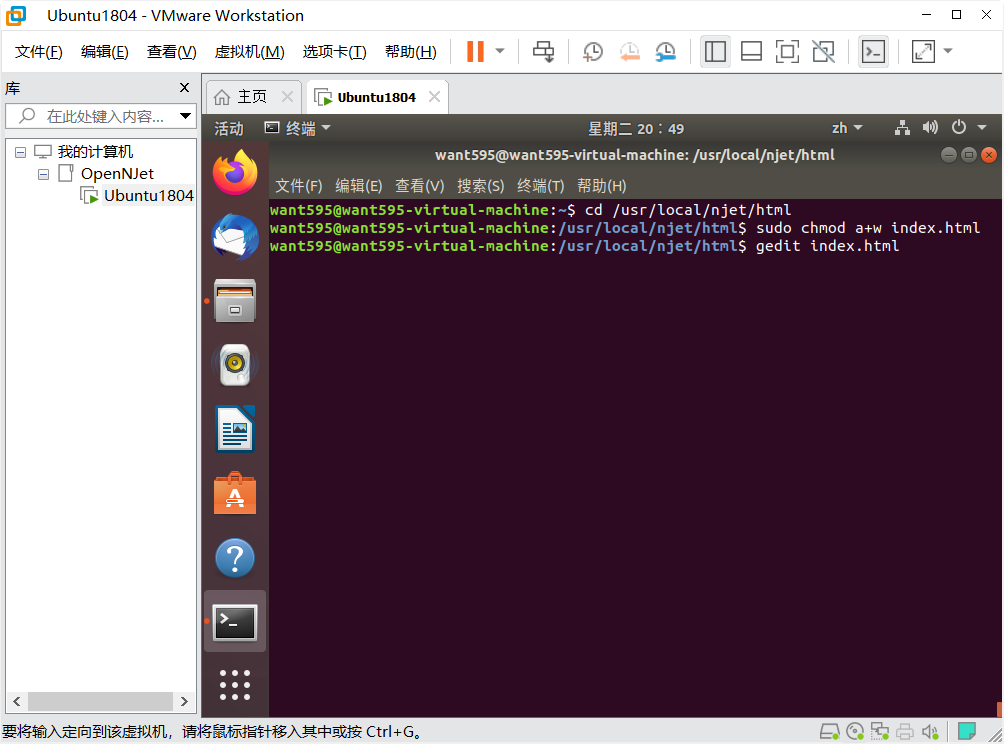 Ubuntu1804 - VMware Workstation
文件(F) 编辑(E) 查看(V) 虚拟机(M) 选项卡(T) 帮助(H)
库
在此处键入内容...
我的计算机
OpenNJet
Ubuntu1804
主页 Ubuntu1804
活动 终端 星期二 20：49 zh
want595@want595-virtual-machine: /usr/local/njet/html
文件(F) 编辑(E) 查看(V) 搜索(S) 终端(T) 帮助(H)
want595@want595-virtual-machine:~$ cd /usr/local/njet/html
want595@want595-virtual-machine:/usr/local/njet/html$ sudo chmod a+w index.html
want595@want595-virtual-machine:/usr/local/njet/html$ gedit index.html
要将输入定向到该虚拟机，请将鼠标指针移入其中或按 Ctrl+G。